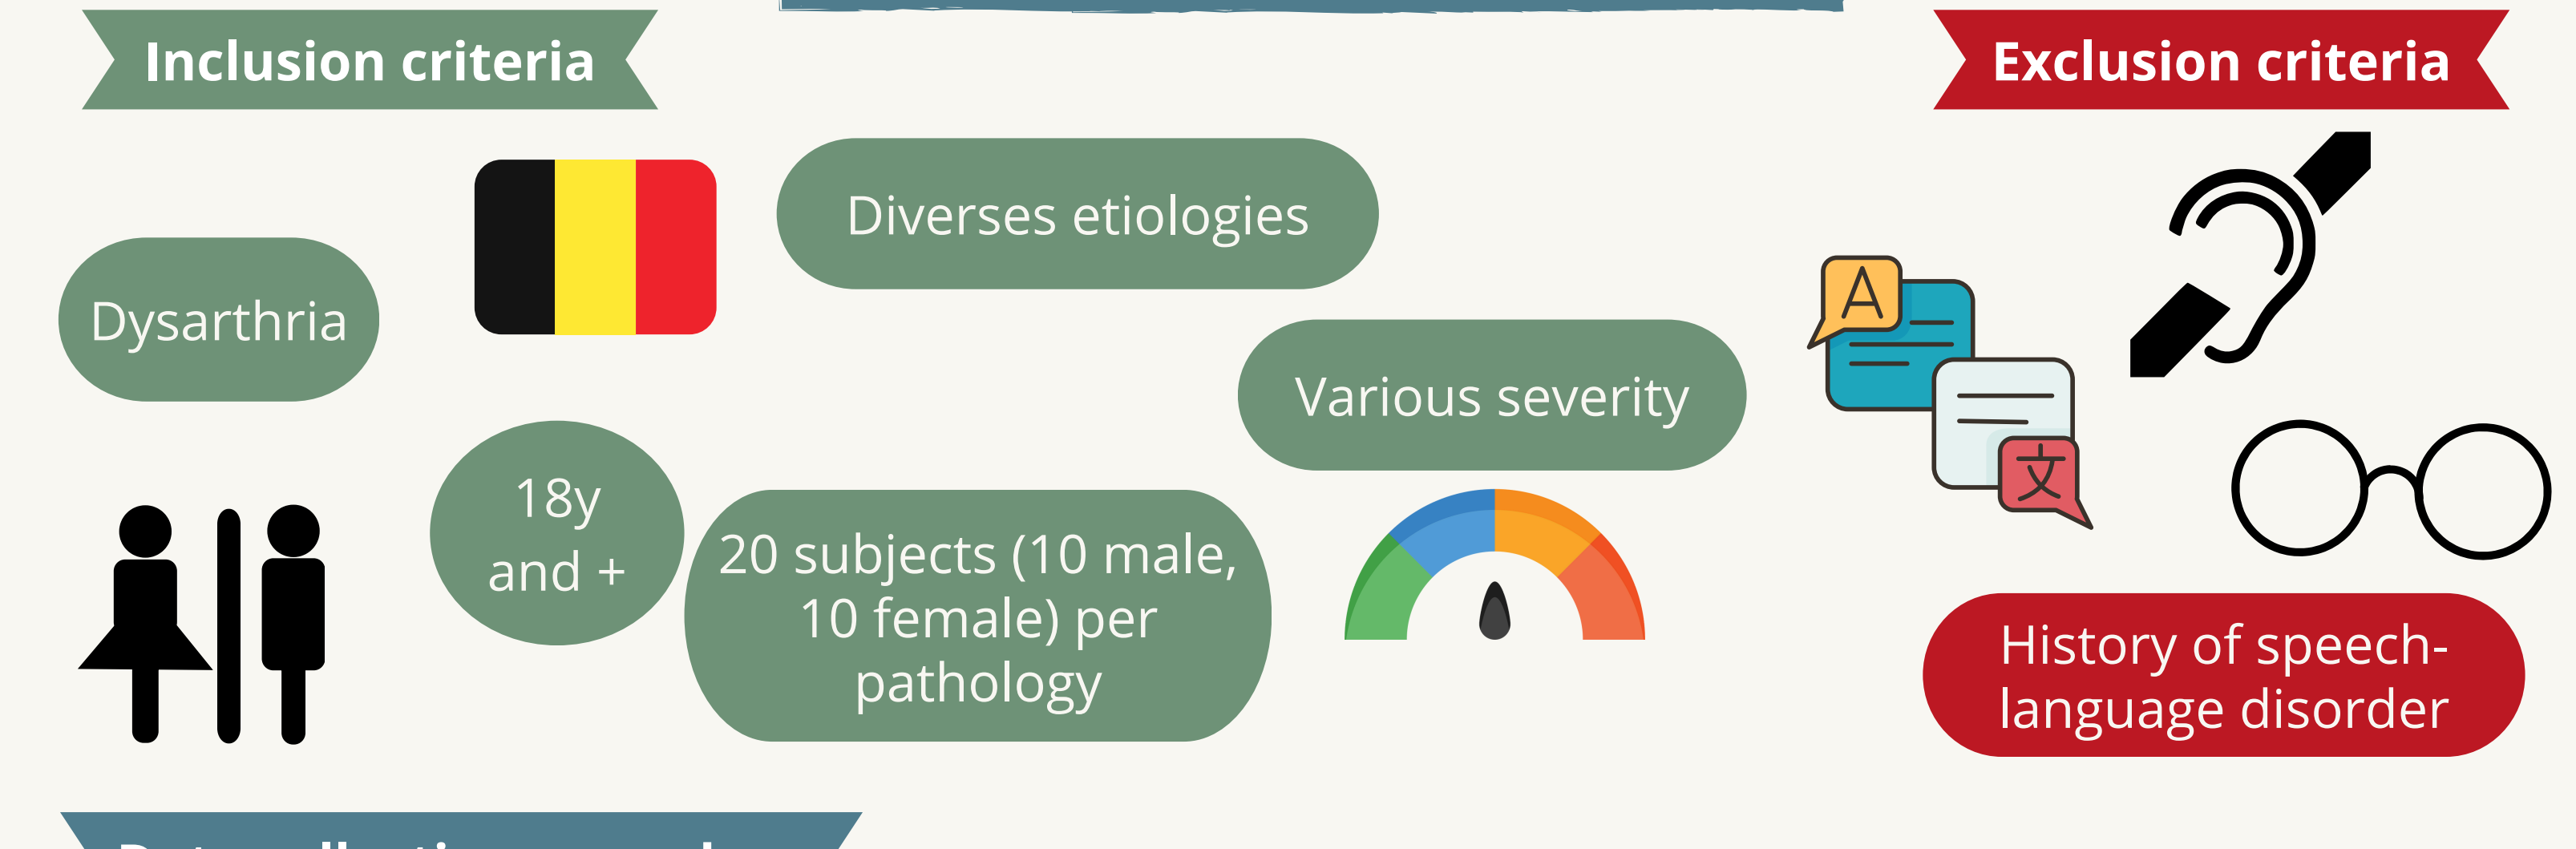 Inclusion criteria
Exclusion criteria
Diverses etiologies
Dysarthria
Various severity
18y
and +
20 subjects (10 male,
10 female) per
pathology
A
文
History of speech-
language disorder